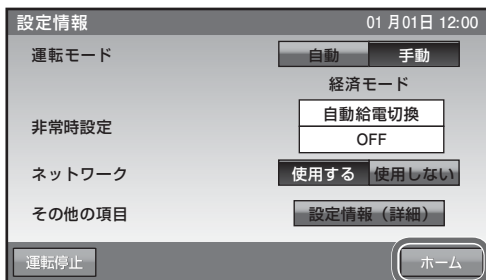 設定情報 01月01日 12:00
運転モード 自動 手動
経済モード
非常時設定 自動給電切換
OFF
ネットワーク 使用する 使用しない
その他の項目 設定情報（詳細）
運転停止 ホーム